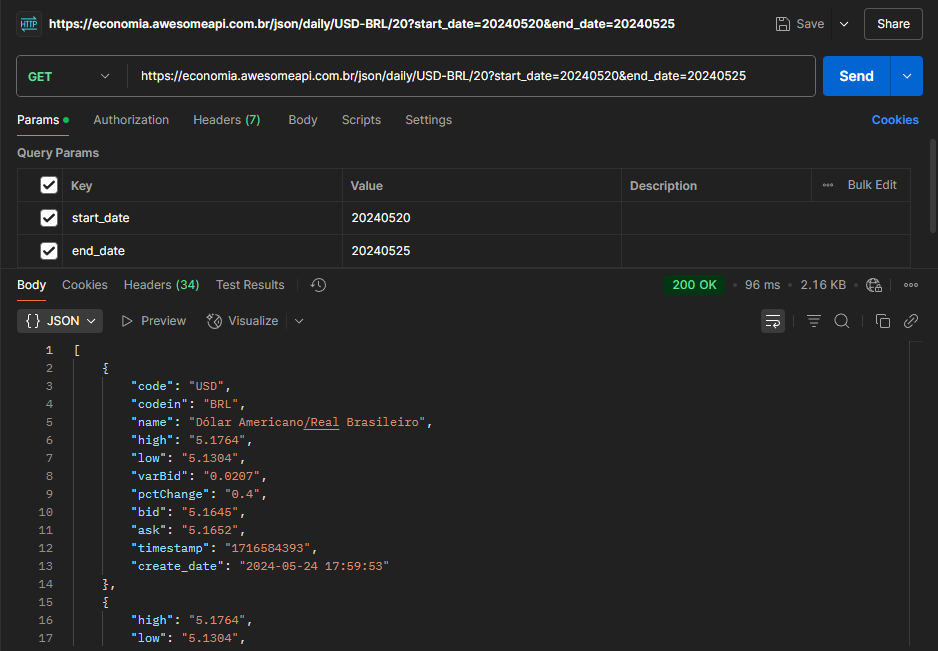 HTTP https://economia.awesomeapi.com.br/json/daily/USD-BRL/20?start_date=20240520&end_date=20240525 Save Share
GET https://economia.awesomeapi.com.br/json/daily/USD-BRL/20?start_date=20240520&end_date=20240525 Send
Params Authorization Headers (7) Body Scripts Settings Cookies
Query Params
Key Value Description Bulk Edit
start_date 20240520
end_date 20240525
Body Cookies Headers (34) Test Results 200 OK 96 ms 2.16 KB
{} JSON Preview Visualize
1 [
2 {
3 "code": "USD",
4 "codein": "BRL",
5 "name": "Dólar Americano/Real Brasileiro",
6 "high": "5.1764",
7 "low": "5.1304",
8 "varBid": "0.0207",
9 "pctChange": "0.4",
10 "bid": "5.1645",
11 "ask": "5.1652",
12 "timestamp": "1716584393",
13 "create_date": "2024-05-24 17:59:53"
14 },
15 {
16 "high": "5.1764",
17 "low": "5.1304",